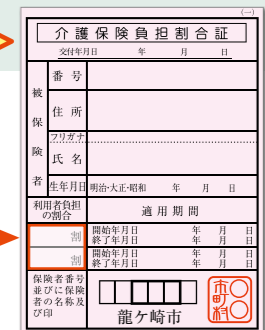 (一)
介護保険負担割合証
交付年月日 年 月 日
被保険者
番号
住所
フリガナ
氏名
生年月日 明治・大正・昭和 年 月 日
利用者負担の割合 適用期間
割 開始年月日 年 月 日
終了年月日 年 月 日
割 開始年月日 年 月 日
終了年月日 年 月 日
保険者番号
並びに保険
者の名称及
び印
龍ケ崎市
市町村